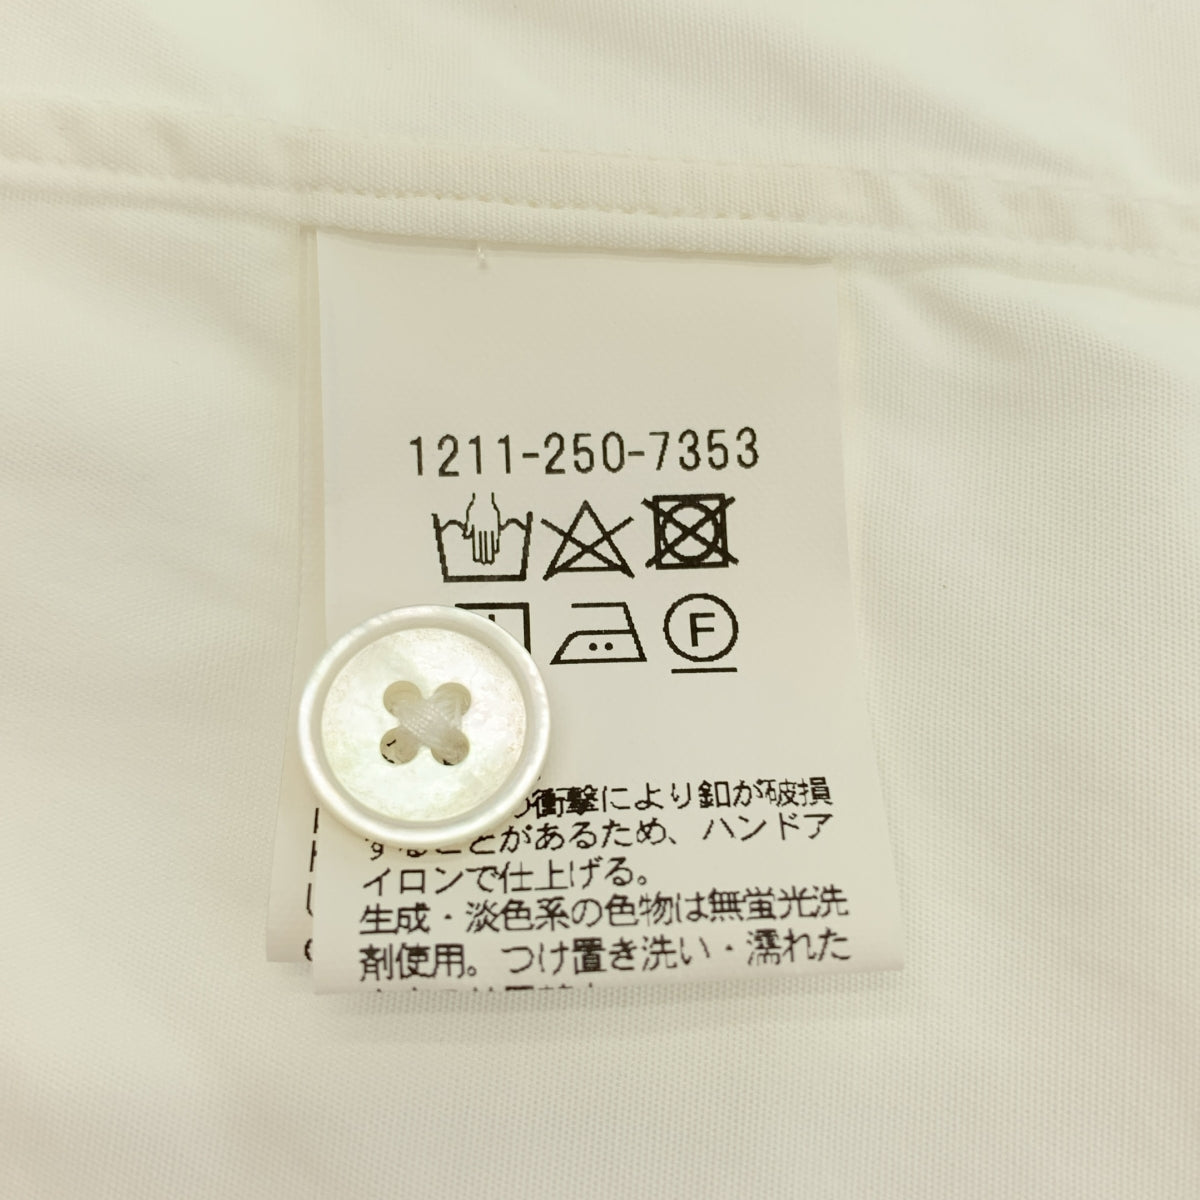 1211-250-7353
F
衝撃により釦が破損
することがあるため、ハンドア
イロンで仕上げる。
生成・淡色系の色物は無蛍光洗
剤使用。つけ置き洗い・濡れた